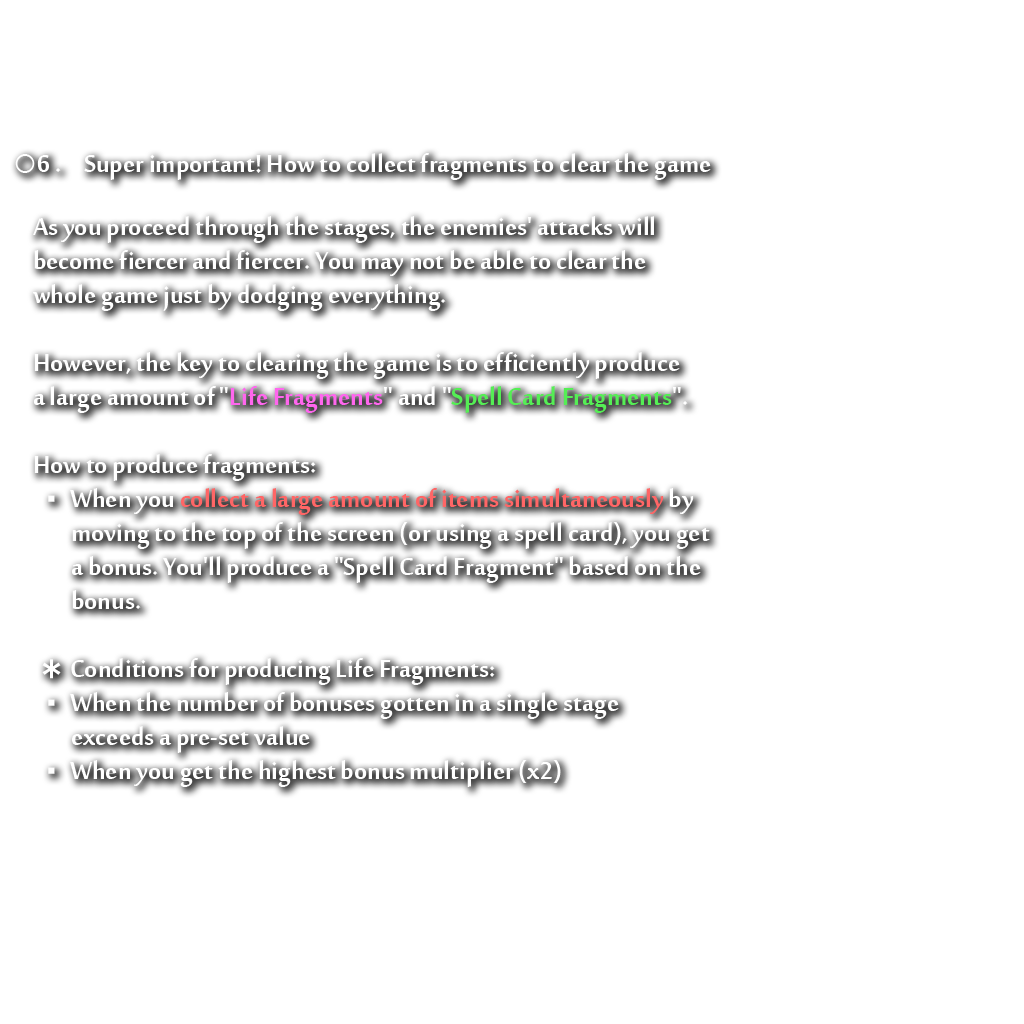 ○6. Super important! How to collect fragments to clear the game
As you proceed through the stages, the enemies' attacks will
become fiercer and fiercer. You may not be able to clear the
whole game just by dodging everything.
However, the key to clearing the game is to efficiently produce
a large amount of "Life Fragments" and "Spell Card Fragments".
How to produce fragments:
▪ When you collect a large amount of items simultaneously by
moving to the top of the screen (or using a spell card), you get
a bonus. You'll produce a "Spell Card Fragment" based on the
bonus.
* Conditions for producing Life Fragments:
▪ When the number of bonuses gotten in a single stage
exceeds a pre-set value
▪ When you get the highest bonus multiplier (x2)